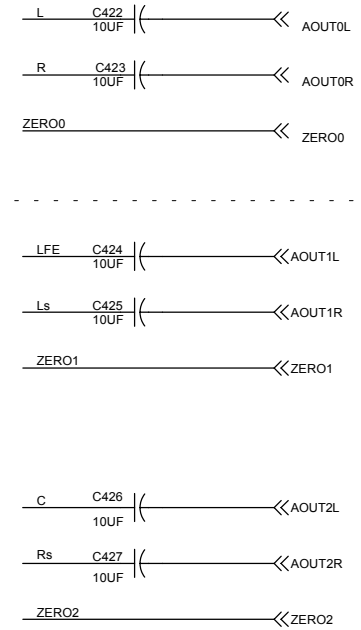 L C422 AOUT0L
10UF
R C423 AOUT0R
10UF
ZERO0 ZERO0
LFE C424 AOUT1L
10UF
Ls C425 AOUT1R
10UF
ZERO1 ZERO1
C C426 AOUT2L
10UF
Rs C427 AOUT2R
10UF
ZERO2 ZERO2